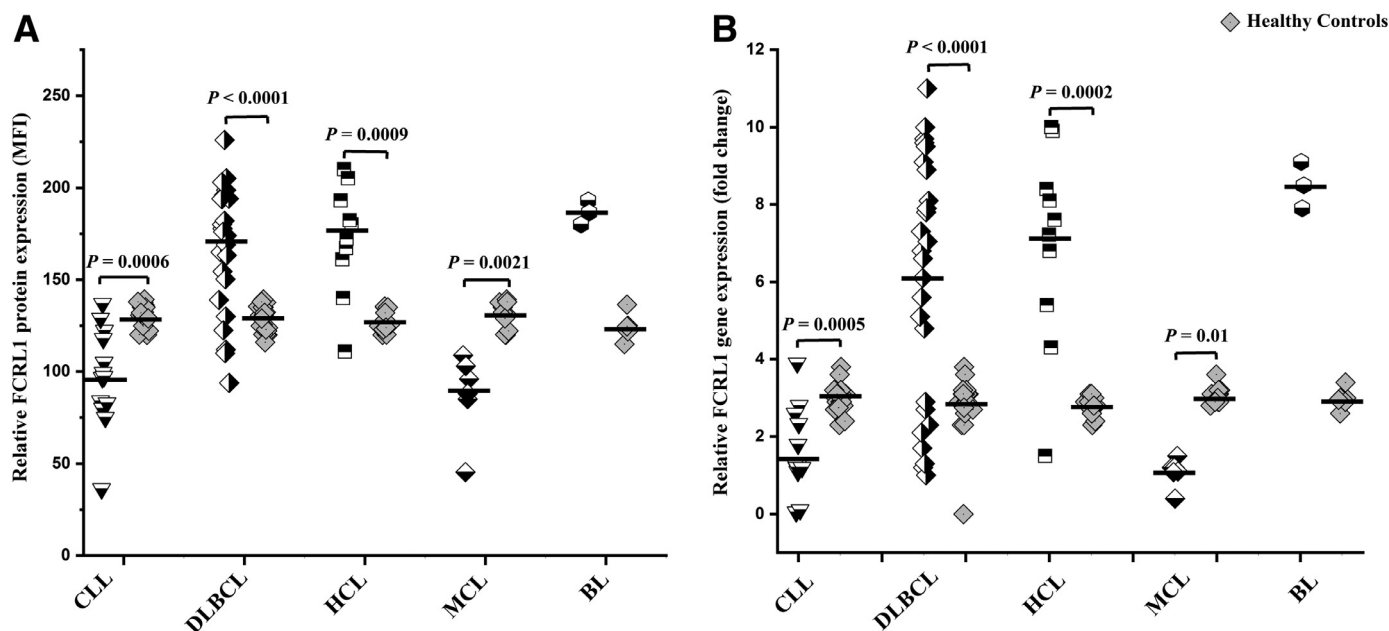 A
Relative FCRL1 protein expression (MFI)
250
200
150
100
50
0
P = 0.0006
P < 0.0001
P = 0.0009
P = 0.0021
CLL
DLBCL
HCL
MCL
BL
B
Healthy Controls
Relative FCRL1 gene expression (fold change)
12
10
8
6
4
2
0
P = 0.0005
P < 0.0001
P = 0.0002
P = 0.01
CLL
DLBCL
HCL
MCL
BL